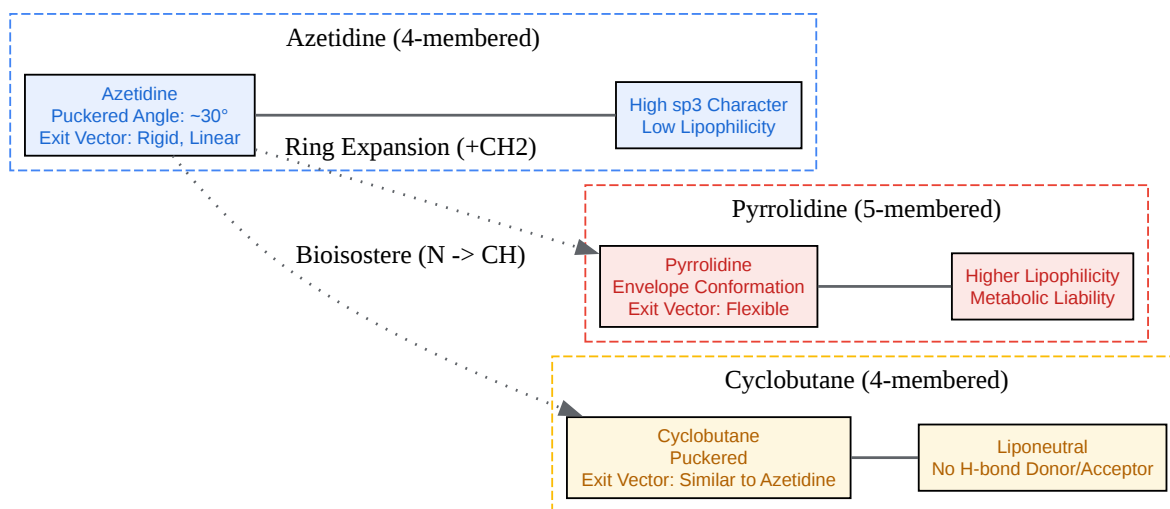 Azetidine (4-membered)
Azetidine
Puckered Angle: ~30°
Exit Vector: Rigid, Linear
High sp3 Character
Low Lipophilicity
Ring Expansion (+CH2)
Bioisostere (N -> CH)
Pyrrolidine (5-membered)
Pyrrolidine
Envelope Conformation
Exit Vector: Flexible
Higher Lipophilicity
Metabolic Liability
Cyclobutane (4-membered)
Cyclobutane
Puckered
Exit Vector: Similar to Azetidine
Liponeutral
No H-bond Donor/Acceptor